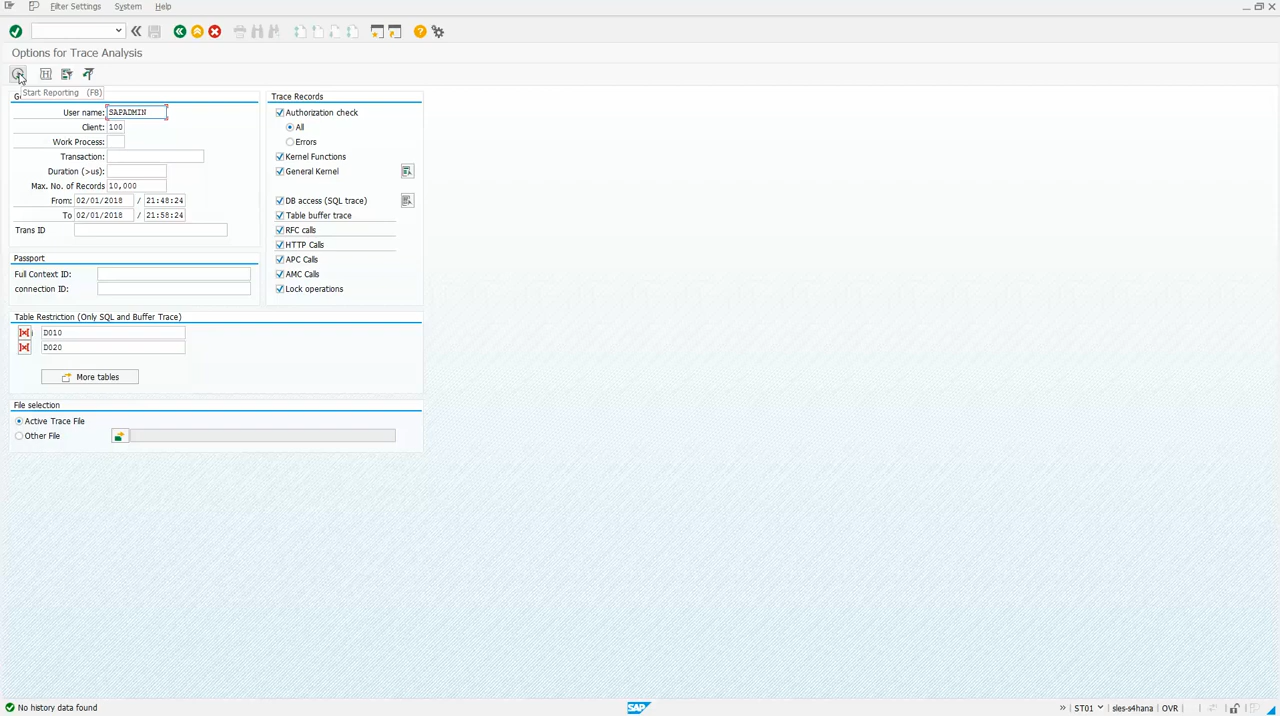 Filter Settings System Help
Options for Trace Analysis
Start Reporting (F8)
User name: SAPADMIN
Client: 100
Work Process:
Transaction:
Duration (>us):
Max. No. of Records 10,000
From: 02/01/2018 / 21:48:24
To 02/01/2018 / 21:58:24
Trans ID
Passport
Full Context ID:
connection ID:
Trace Records
Authorization check
All
Errors
Kernel Functions
General Kernel
DB access (SQL trace)
Table buffer trace
RFC calls
HTTP Calls
APC Calls
AMC Calls
Lock operations
Table Restriction (Only SQL and Buffer Trace)
D010
D020
More tables
File selection
Active Trace File
Other File
No history data found
SAP
ST01
sles-s4hana
OVR